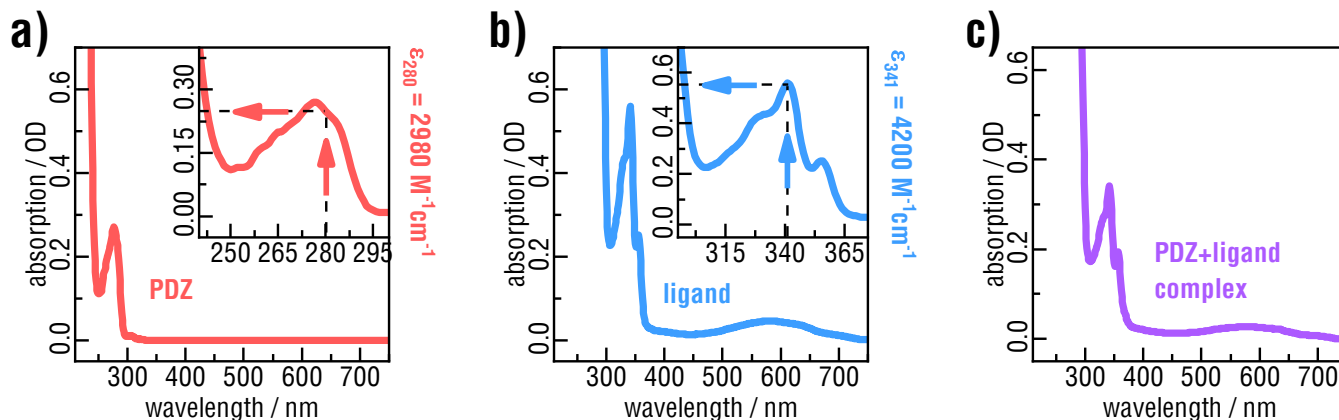 a)
absorption / OD
0.6
0.4
0.2
0.0
300 400 500 600 700
wavelength / nm
PDZ
0.30
0.15
0.00
250 265 280 295
ε280 = 2980 M-1cm-1
b)
absorption / OD
0.6
0.4
0.2
0.0
300 400 500 600 700
wavelength / nm
ligand
0.6
0.4
0.2
0.0
315 340 365
ε341 = 4200 M-1cm-1
c)
absorption / OD
0.6
0.4
0.2
0.0
300 400 500 600 700
wavelength / nm
PDZ+ligand
complex